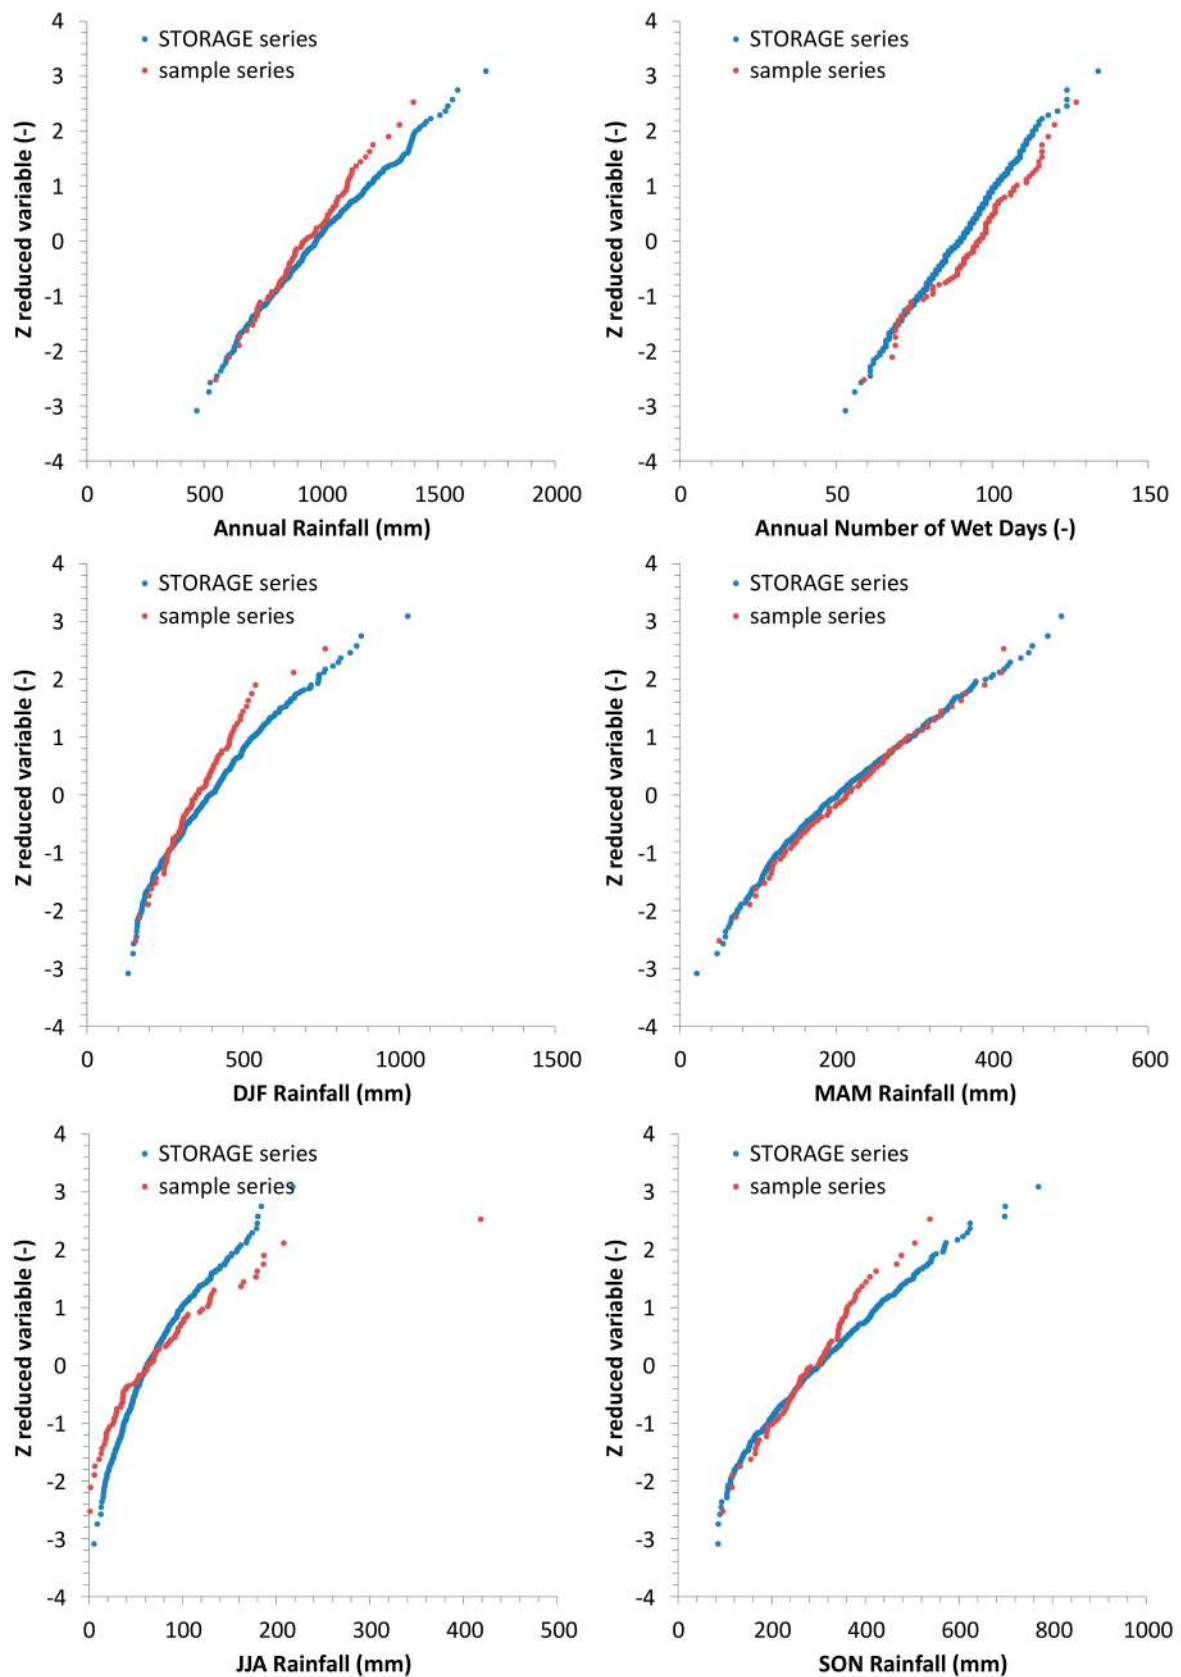 4
3
2
1
0
-1
-2
-3
-4
Z reduced variable (-)
STORAGE series
sample series
0 500 1000 1500 2000
Annual Rainfall (mm)
4
3
2
1
0
-1
-2
-3
-4
Z reduced variable (-)
STORAGE series
sample series
0 50 100 150
Annual Number of Wet Days (-)
4
3
2
1
0
-1
-2
-3
-4
Z reduced variable (-)
STORAGE series
sample series
0 500 1000 1500
DJF Rainfall (mm)
4
3
2
1
0
-1
-2
-3
-4
Z reduced variable (-)
STORAGE series
sample series
0 200 400 600
MAM Rainfall (mm)
4
3
2
1
0
-1
-2
-3
-4
Z reduced variable (-)
STORAGE series
sample series
0 100 200 300 400 500
JJA Rainfall (mm)
4
3
2
1
0
-1
-2
-3
-4
Z reduced variable (-)
STORAGE series
sample series
0 200 400 600 800 1000
SON Rainfall (mm)